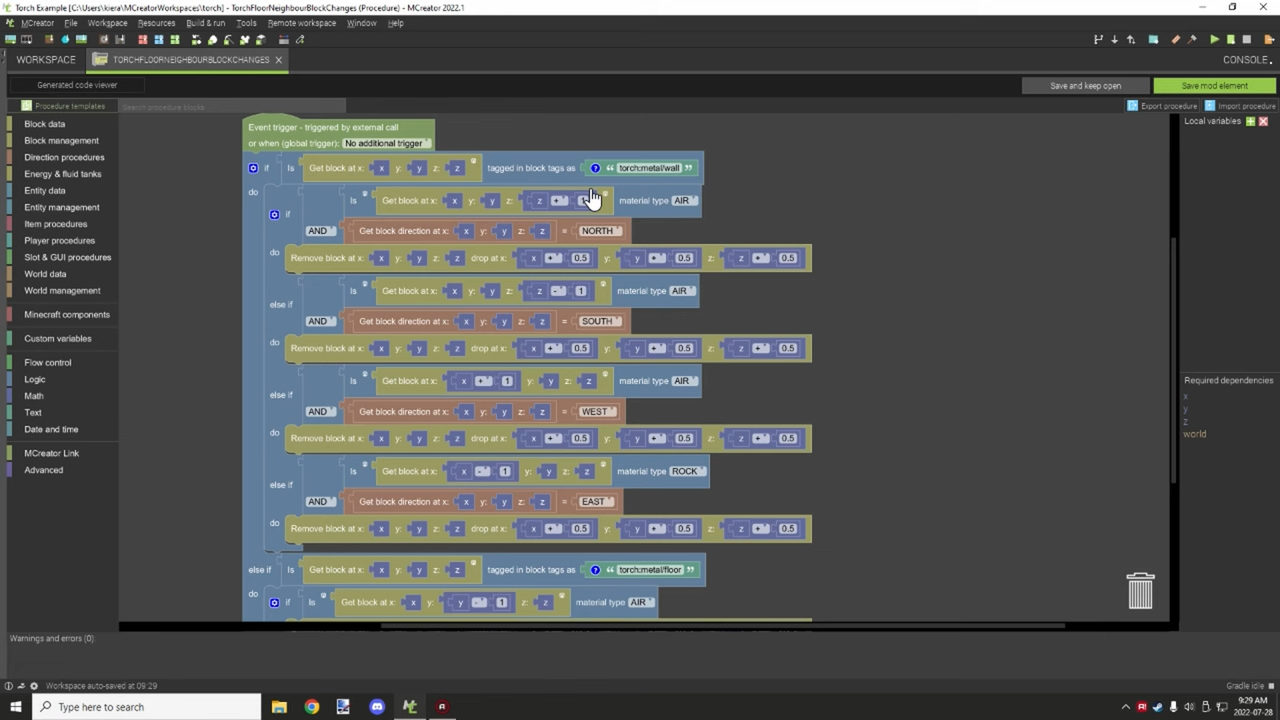 Torch Example [C:\Users\kiera\MCreatorWorkspaces\torch] - TorchFloorNeighbourBlockChanges (Procedure) - MCreator 2022.1
MCreator File Workspace Resources Build & run Tools Remote workspace Window Help
WORKSPACE TORCHFLOORNEIGHBOURBLOCKCHANGES × CONSOLE
Generated code viewer Save and keep open Save mod element
Procedure templates Search procedure blocks Export procedure Import procedure
Local variables
Block data
Block management
Direction procedures
Energy & fluid tanks
Entity data
Entity management
Item procedures
Player procedures
Slot & GUI procedures
World data
World management
Minecraft components
Custom variables
Flow control
Logic
Math
Text
Date and time
MCreator Link
Advanced
Event trigger - triggered by external call
or when (global trigger): No additional trigger
if Is Get block at x: x y: y z: z tagged in block tags as ? “ torch:metal/wall ”
do Is Get block at x: x y: y z: z + material type AIR
if
AND Get block direction at x: x y: y z: z = NORTH
do Remove block at x: x y: y z: z drop at x: x + 0.5 y: y + 0.5 z: z + 0.5
Is Get block at x: x y: y z: z - 1 material type AIR
else if
AND Get block direction at x: x y: y z: z = SOUTH
do Remove block at x: x y: y z: z drop at x: x + 0.5 y: y + 0.5 z: z + 0.5
Is Get block at x: x + 1 y: y z: z material type AIR
else if
AND Get block direction at x: x y: y z: z = WEST
do Remove block at x: x y: y z: z drop at x: x + 0.5 y: y + 0.5 z: z + 0.5
Is Get block at x: x - 1 y: y z: z material type ROCK
else if
AND Get block direction at x: x y: y z: z = EAST
do Remove block at x: x y: y z: z drop at x: x + 0.5 y: y + 0.5 z: z + 0.5
else if Is Get block at x: x y: y z: z tagged in block tags as ? “ torch:metal/floor ”
do if Is Get block at x: x y: y - 1 z: z material type AIR
Required dependencies
x
y
z
world
Warnings and errors (0)
Workspace auto-saved at 09:29 Gradle idle
Type here to search
9:29 AM
2022-07-28